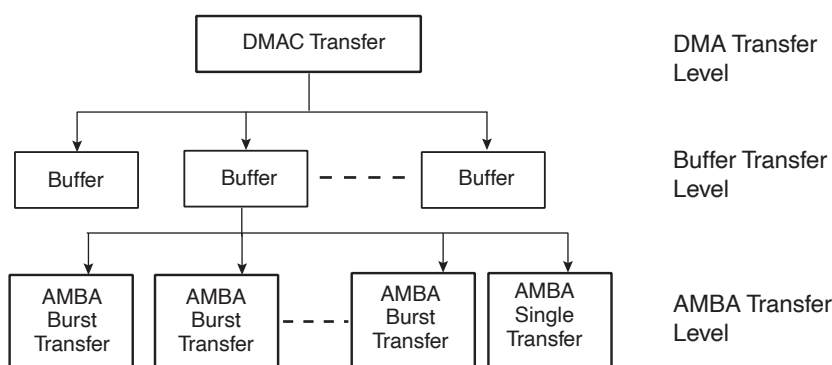 DMAC Transfer
DMA Transfer
Level
Buffer
Buffer
Buffer
Buffer Transfer
Level
AMBA
Burst
Transfer
AMBA
Burst
Transfer
AMBA
Burst
Transfer
AMBA
Single
Transfer
AMBA Transfer
Level